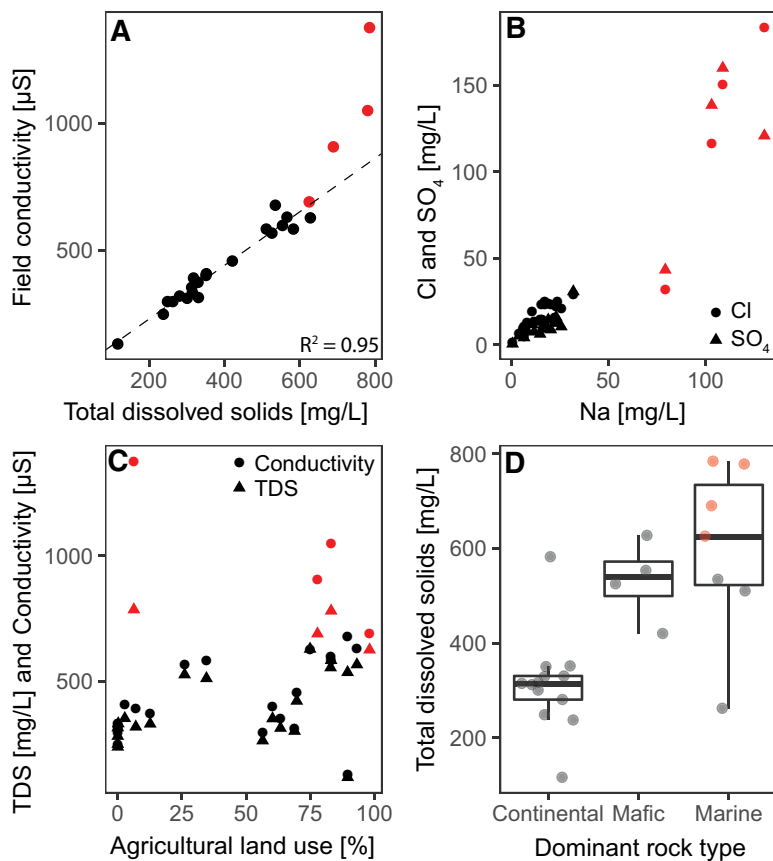 A
Field conductivity [µS]
1000
500
200 400 600 800
Total dissolved solids [mg/L]
R² = 0.95
B
Cl and SO₄ [mg/L]
150
100
50
0
0 50 100
Na [mg/L]
Cl
SO₄
C
TDS [mg/L] and Conductivity [µS]
1000
500
0 25 50 75 100
Agricultural land use [%]
Conductivity
TDS
D
Total dissolved solids [mg/L]
800
600
400
200
Continental Mafic Marine
Dominant rock type